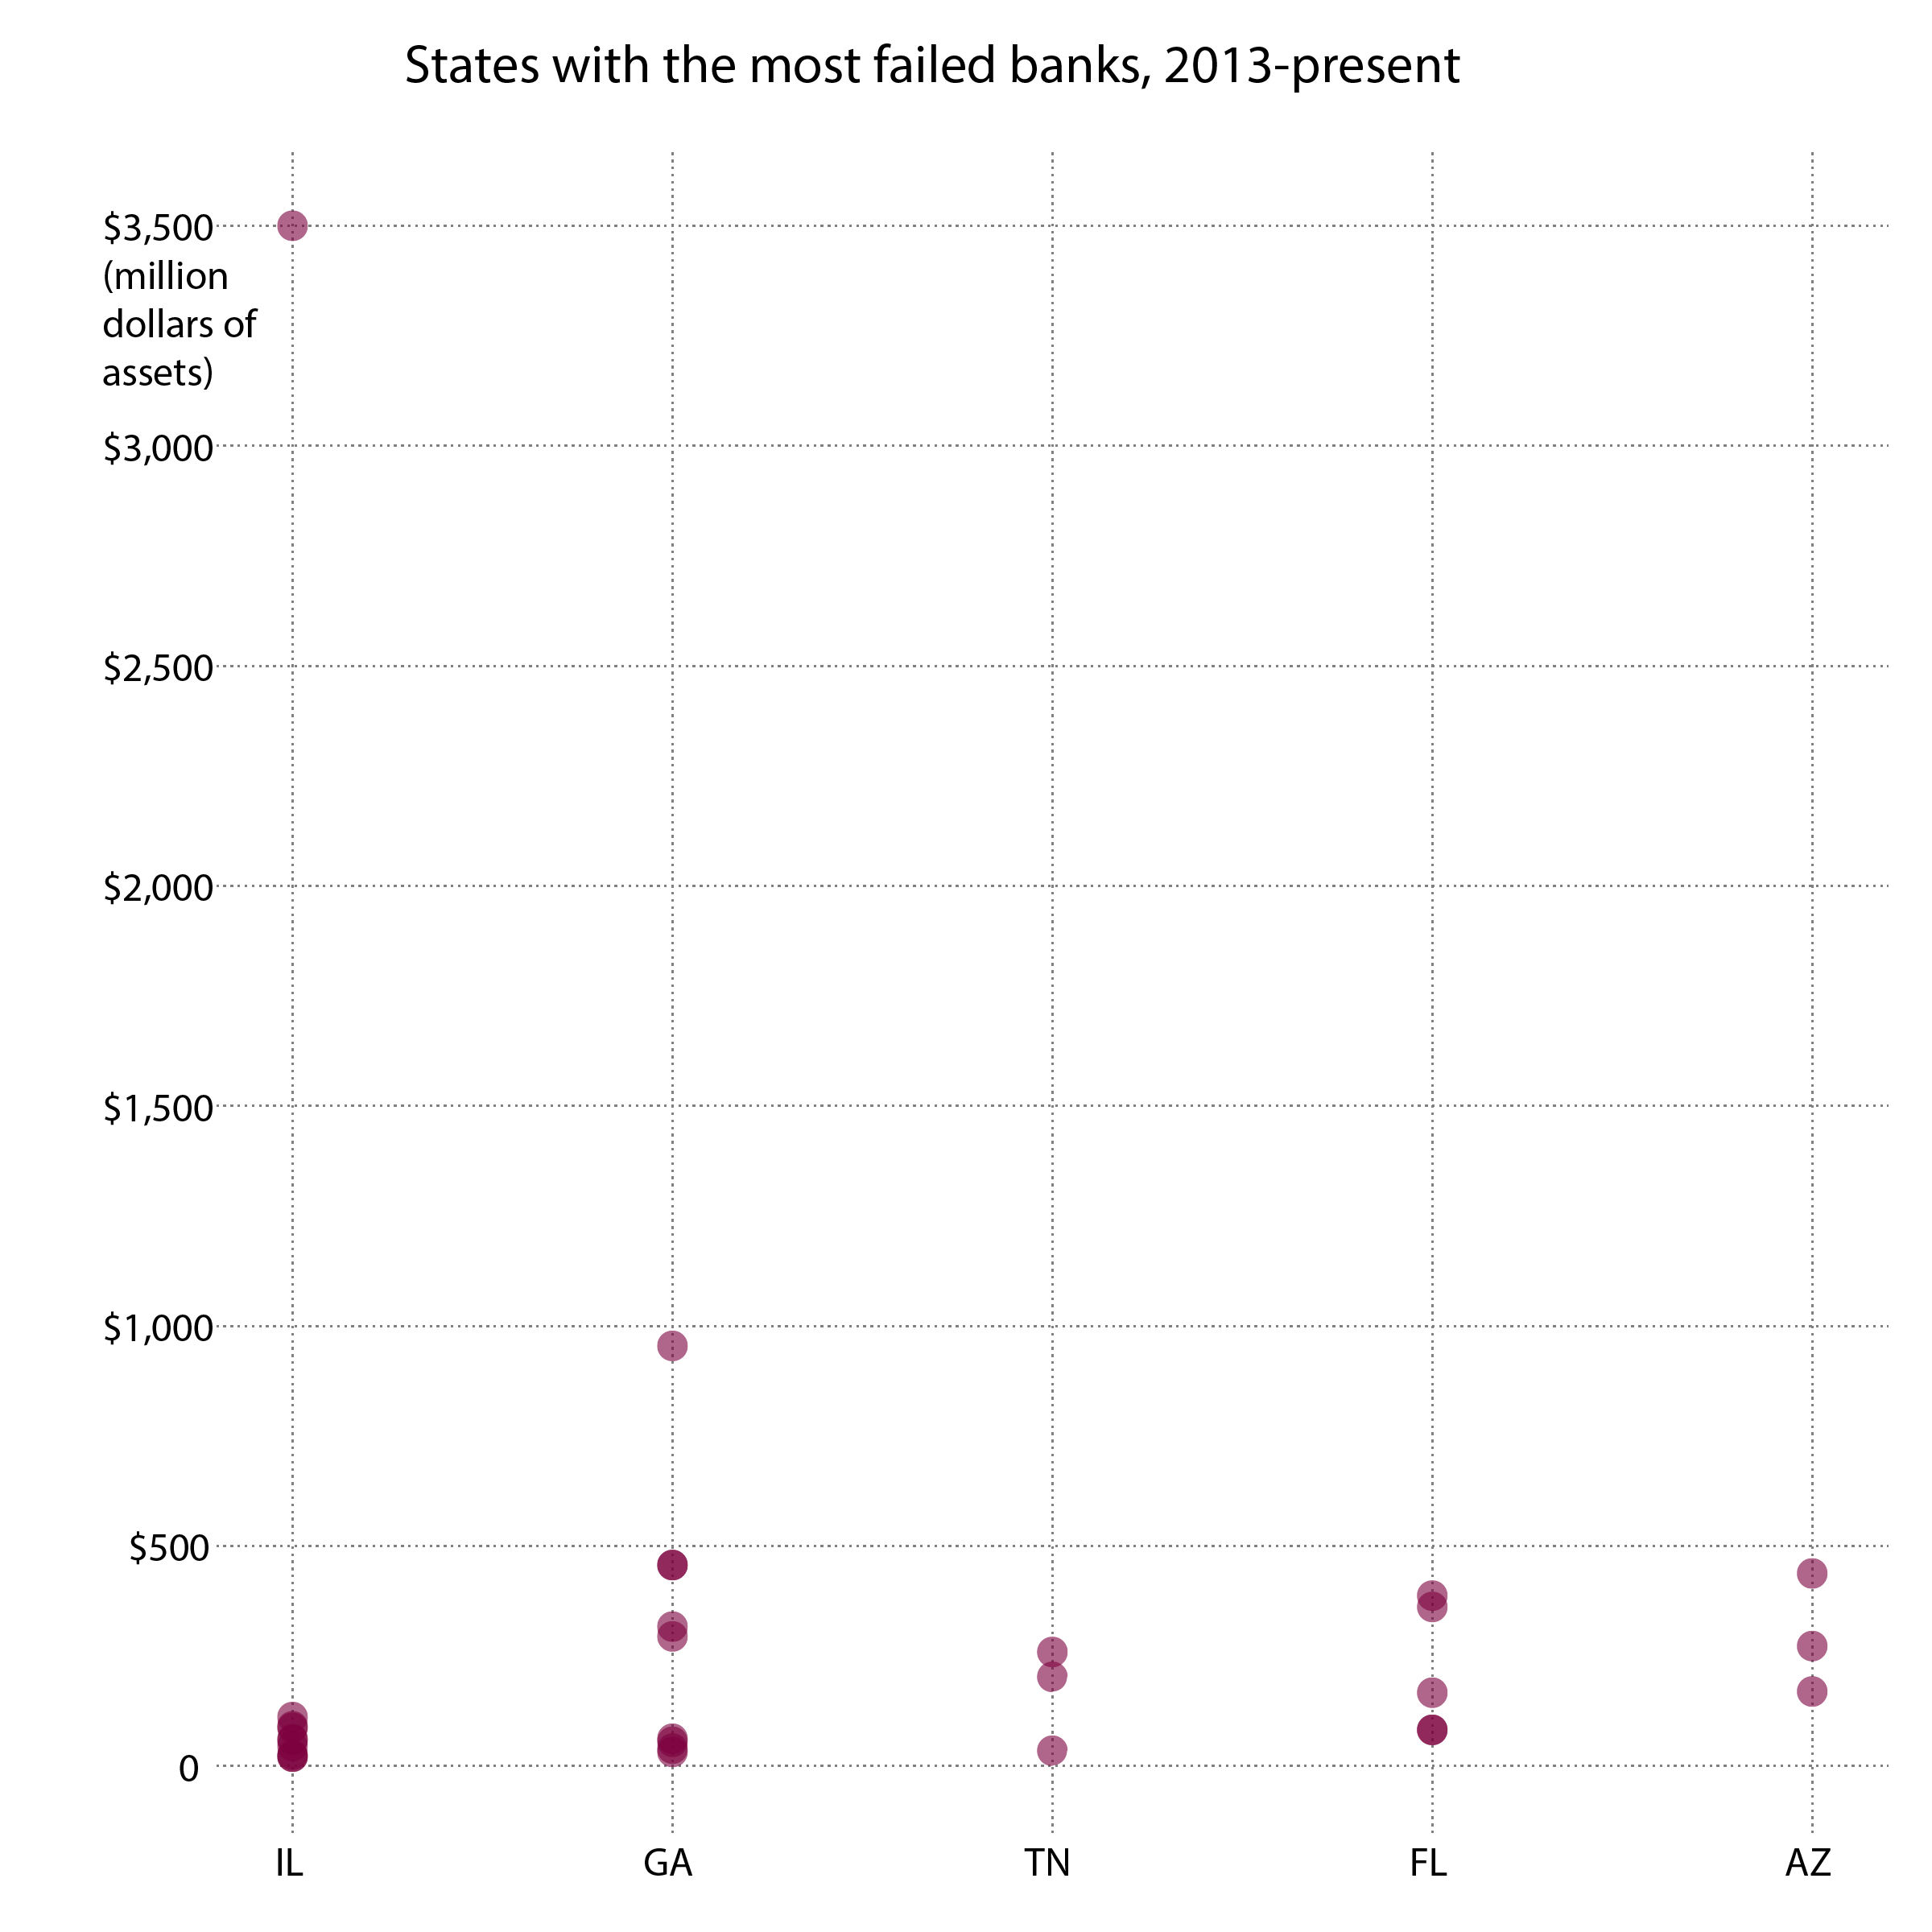 States with the most failed banks, 2013-present
$3,500
(million
dollars of
assets)
$3,000
$2,500
$2,000
$1,500
$1,000
$500
0
IL GA TN FL AZ